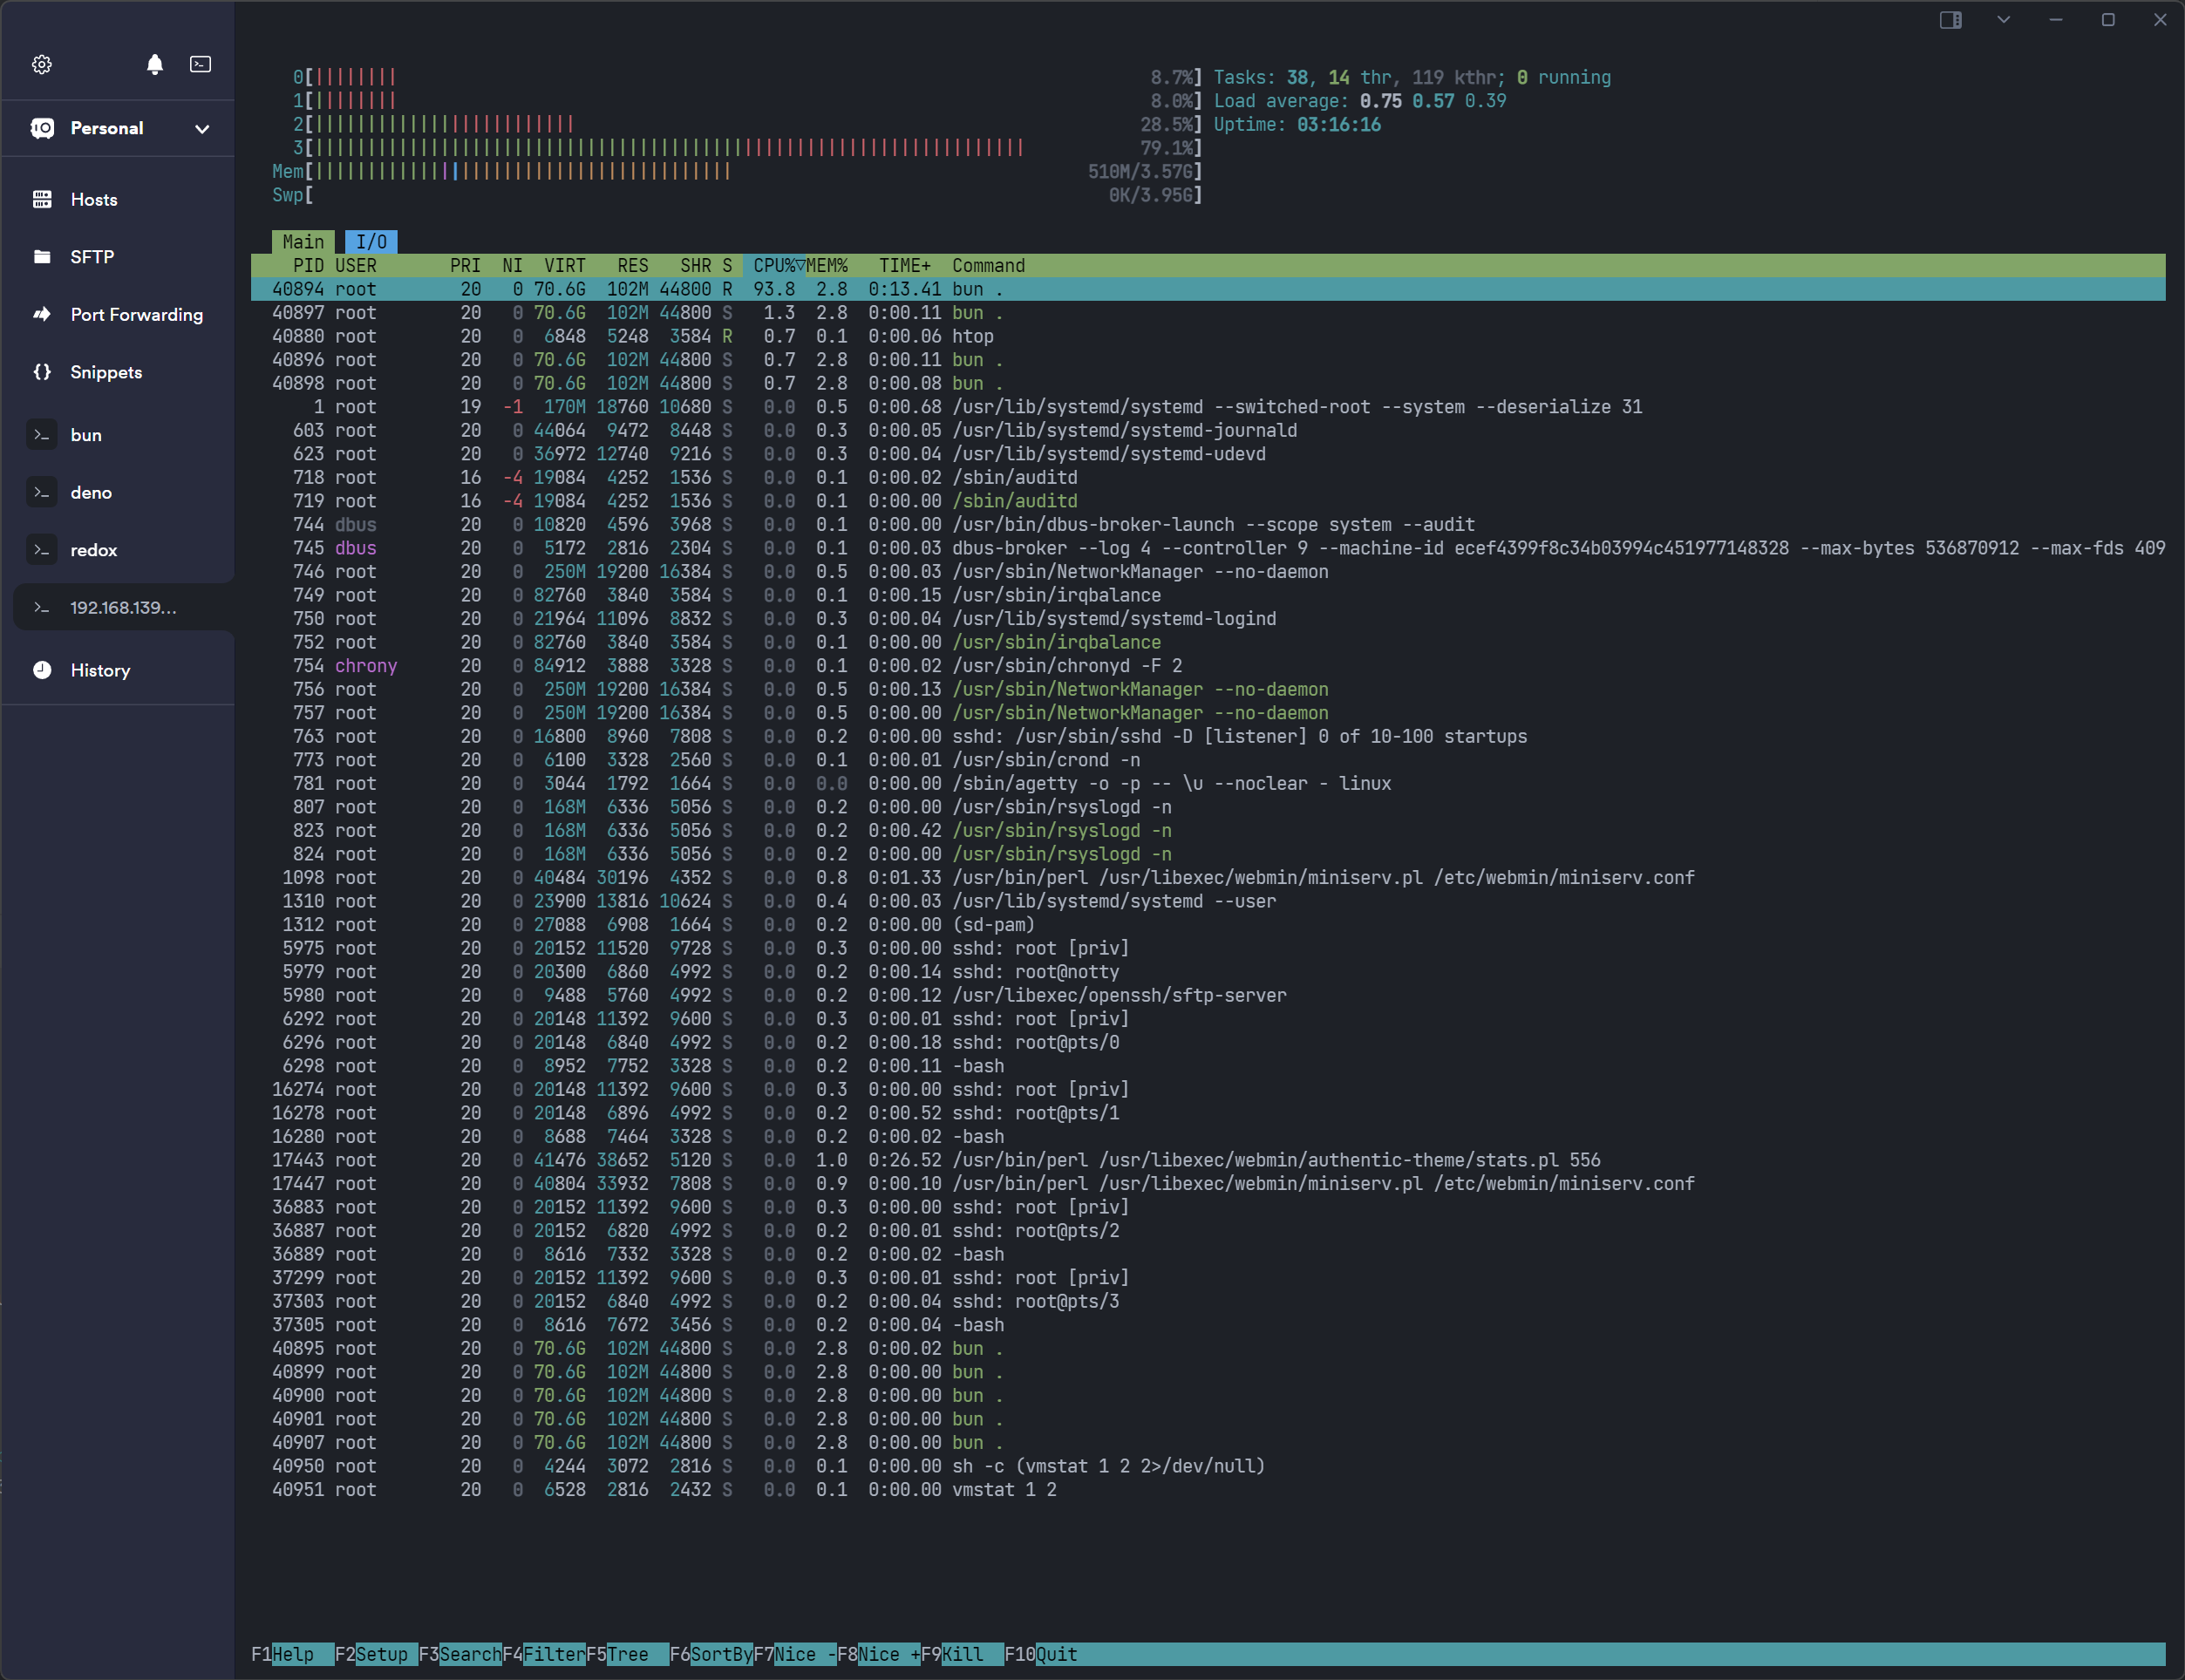 Personal
Hosts
SFTP
Port Forwarding
Snippets
bun
deno
redox
192.168.139...
History
0[|||||||| 8.7%] Tasks: 38, 14 thr, 119 kthr; 0 running
1[|||||||| 8.0%] Load average: 0.75 0.57 0.39
2[||||||||||||||||||||||||| 28.5%] Uptime: 03:16:16
3[|||||||||||||||||||||||||||||||||||||||||||||||||||||||||||||||||||| 79.1%]
Mem[|||||||||||||||||||||||||||||||||||||||| 510M/3.57G]
Swp[ 0K/3.95G]
Main I/O
PID USER PRI NI VIRT RES SHR S CPU%▽MEM% TIME+ Command
40894 root 20 0 70.6G 102M 44800 R 93.8 2.8 0:13.41 bun .
40897 root 20 0 70.6G 102M 44800 S 1.3 2.8 0:00.11 bun .
40880 root 20 0 6848 5248 3584 R 0.7 0.1 0:00.06 htop
40896 root 20 0 70.6G 102M 44800 S 0.7 2.8 0:00.11 bun .
40898 root 20 0 70.6G 102M 44800 S 0.7 2.8 0:00.08 bun .
1 root 19 -1 170M 18760 10680 S 0.0 0.5 0:00.68 /usr/lib/systemd/systemd --switched-root --system --deserialize 31
603 root 20 0 44064 9472 8448 S 0.0 0.3 0:00.05 /usr/lib/systemd/systemd-journald
623 root 20 0 36972 12740 9216 S 0.0 0.3 0:00.04 /usr/lib/systemd/systemd-udevd
718 root 16 -4 19084 4252 1536 S 0.0 0.1 0:00.02 /sbin/auditd
719 root 16 -4 19084 4252 1536 S 0.0 0.1 0:00.00 /sbin/auditd
744 dbus 20 0 10820 4596 3968 S 0.0 0.1 0:00.00 /usr/bin/dbus-broker-launch --scope system --audit
745 dbus 20 0 5172 2816 2304 S 0.0 0.1 0:00.03 dbus-broker --log 4 --controller 9 --machine-id ecef4399f8c34b03994c451977148328 --max-bytes 536870912 --max-fds 409
746 root 20 0 250M 19200 16384 S 0.0 0.5 0:00.03 /usr/sbin/NetworkManager --no-daemon
749 root 20 0 82760 3840 3584 S 0.0 0.1 0:00.15 /usr/sbin/irqbalance
750 root 20 0 21964 11096 8832 S 0.0 0.3 0:00.04 /usr/lib/systemd/systemd-logind
752 root 20 0 82760 3840 3584 S 0.0 0.1 0:00.00 /usr/sbin/irqbalance
754 chrony 20 0 84912 3888 3328 S 0.0 0.1 0:00.02 /usr/sbin/chronyd -F 2
756 root 20 0 250M 19200 16384 S 0.0 0.5 0:00.13 /usr/sbin/NetworkManager --no-daemon
757 root 20 0 250M 19200 16384 S 0.0 0.5 0:00.00 /usr/sbin/NetworkManager --no-daemon
763 root 20 0 16800 8960 7808 S 0.0 0.2 0:00.00 sshd: /usr/sbin/sshd -D [listener] 0 of 10-100 startups
773 root 20 0 6100 3328 2560 S 0.0 0.1 0:00.01 /usr/sbin/crond -n
781 root 20 0 3044 1792 1664 S 0.0 0.0 0:00.00 /sbin/agetty -o -p -- \u --noclear - linux
807 root 20 0 168M 6336 5056 S 0.0 0.2 0:00.00 /usr/sbin/rsyslogd -n
823 root 20 0 168M 6336 5056 S 0.0 0.2 0:00.42 /usr/sbin/rsyslogd -n
824 root 20 0 168M 6336 5056 S 0.0 0.2 0:00.00 /usr/sbin/rsyslogd -n
1098 root 20 0 40484 30196 4352 S 0.0 0.8 0:01.33 /usr/bin/perl /usr/libexec/webmin/miniserv.pl /etc/webmin/miniserv.conf
1310 root 20 0 23900 13816 10624 S 0.0 0.4 0:00.03 /usr/lib/systemd/systemd --user
1312 root 20 0 27088 6908 1664 S 0.0 0.2 0:00.00 (sd-pam)
5975 root 20 0 20152 11520 9728 S 0.0 0.3 0:00.00 sshd: root [priv]
5979 root 20 0 20300 6860 4992 S 0.0 0.2 0:00.14 sshd: root@notty
5980 root 20 0 9488 5760 4992 S 0.0 0.2 0:00.12 /usr/libexec/openssh/sftp-server
6292 root 20 0 20148 11392 9600 S 0.0 0.3 0:00.01 sshd: root [priv]
6296 root 20 0 20148 6840 4992 S 0.0 0.2 0:00.18 sshd: root@pts/0
6298 root 20 0 8952 7752 3328 S 0.0 0.2 0:00.11 -bash
16274 root 20 0 20148 11392 9600 S 0.0 0.3 0:00.00 sshd: root [priv]
16278 root 20 0 20148 6896 4992 S 0.0 0.2 0:00.52 sshd: root@pts/1
16280 root 20 0 8688 7464 3328 S 0.0 0.2 0:00.02 -bash
17443 root 20 0 41476 38652 5120 S 0.0 1.0 0:26.52 /usr/bin/perl /usr/libexec/webmin/authentic-theme/stats.pl 556
17447 root 20 0 40804 33932 7808 S 0.0 0.9 0:00.10 /usr/bin/perl /usr/libexec/webmin/miniserv.pl /etc/webmin/miniserv.conf
36883 root 20 0 20152 11392 9600 S 0.0 0.3 0:00.00 sshd: root [priv]
36887 root 20 0 20152 6820 4992 S 0.0 0.2 0:00.01 sshd: root@pts/2
36889 root 20 0 8616 7332 3328 S 0.0 0.2 0:00.02 -bash
37299 root 20 0 20152 11392 9600 S 0.0 0.3 0:00.01 sshd: root [priv]
37303 root 20 0 20152 6840 4992 S 0.0 0.2 0:00.04 sshd: root@pts/3
37305 root 20 0 8616 7672 3456 S 0.0 0.2 0:00.04 -bash
40895 root 20 0 70.6G 102M 44800 S 0.0 2.8 0:00.02 bun .
40899 root 20 0 70.6G 102M 44800 S 0.0 2.8 0:00.00 bun .
40900 root 20 0 70.6G 102M 44800 S 0.0 2.8 0:00.00 bun .
40901 root 20 0 70.6G 102M 44800 S 0.0 2.8 0:00.00 bun .
40907 root 20 0 70.6G 102M 44800 S 0.0 2.8 0:00.00 bun .
40950 root 20 0 4244 3072 2816 S 0.0 0.1 0:00.00 sh -c (vmstat 1 2 2>/dev/null)
40951 root 20 0 6528 2816 2432 S 0.0 0.1 0:00.00 vmstat 1 2
F1Help F2Setup F3SearchF4FilterF5Tree F6SortByF7Nice -F8Nice +F9Kill F10Quit